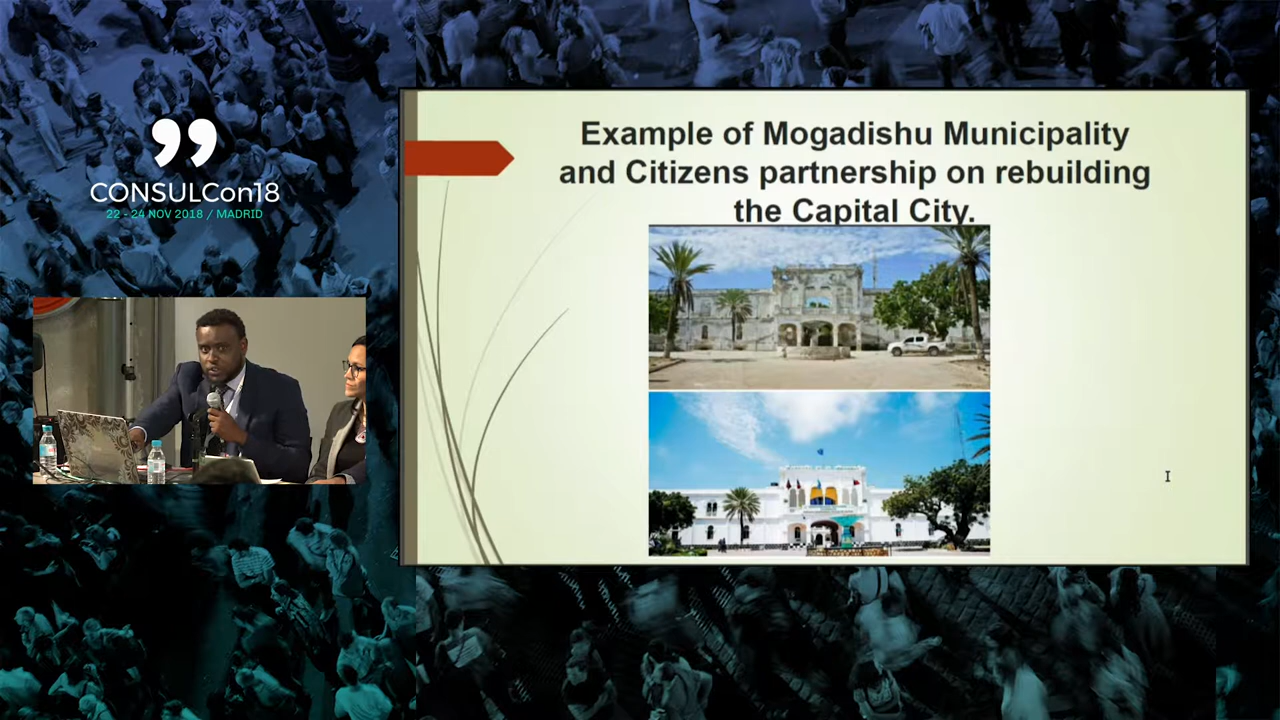 CONSULCon18
22 - 24 NOV 2018 / MADRID
Example of Mogadishu Municipality
and Citizens partnership on rebuilding
the Capital City.